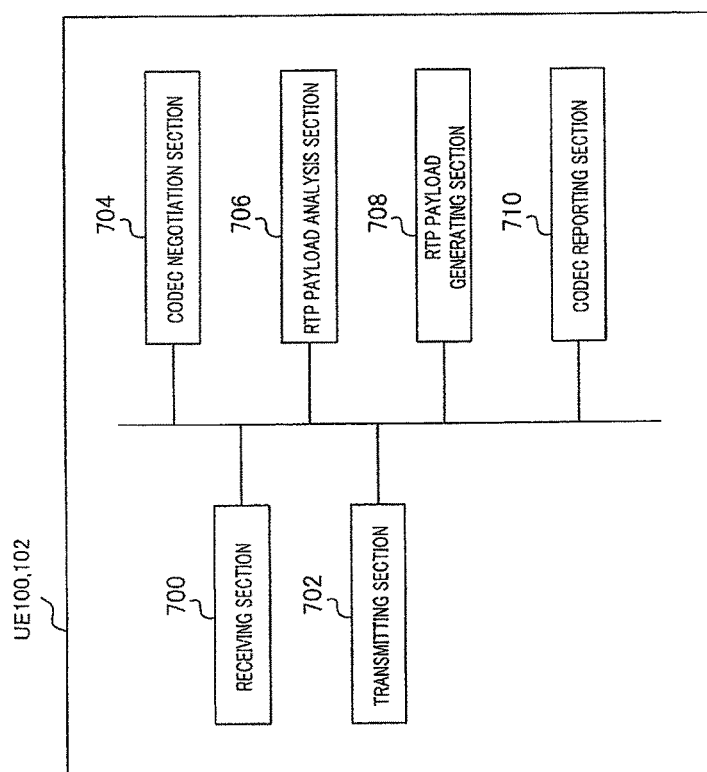 UE100,102
700
RECEIVING SECTION
702
TRANSMITTING SECTION
704
CODEC NEGOTIATION SECTION
706
RTP PAYLOAD ANALYSIS SECTION
708
RTP PAYLOAD
GENERATING SECTION
710
CODEC REPORTING SECTION